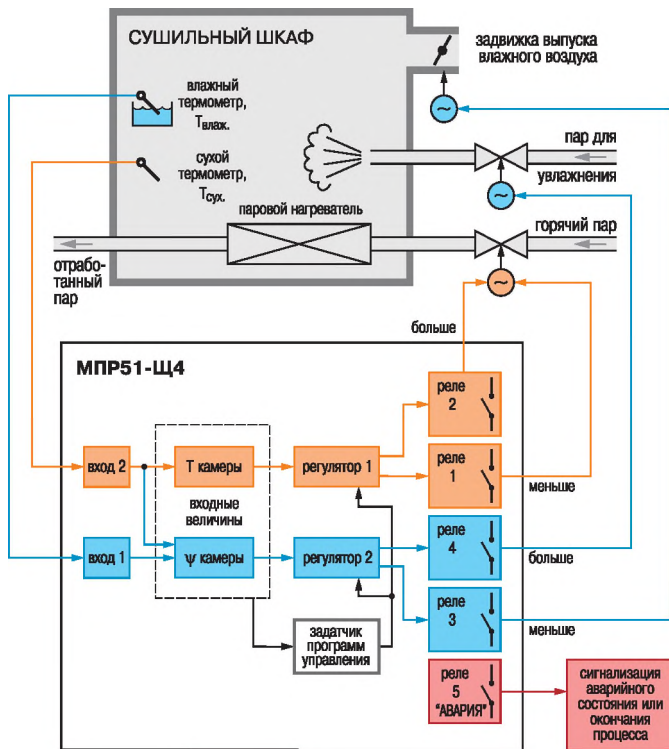 СУШИЛЬНЫЙ ШКАФ
задвижка выпуска
влажного воздуха
влажный
термометр,
Tвлаж.
~
сухой
термометр,
Tсух.
пар для
увлажнения
~
паровой нагреватель
горячий пар
отрабо-
танный
пар
~
больше
МПР51-Щ4
реле
2
вход 2
T камеры
регулятор 1
реле
1
меньше
входные
величины
вход 1
ψ камеры
регулятор 2
реле
4
больше
реле
3
меньше
задатчик
программ
управления
реле
5
"АВАРИЯ"
сигнализация
аварийного
состояния или
окончания
процесса